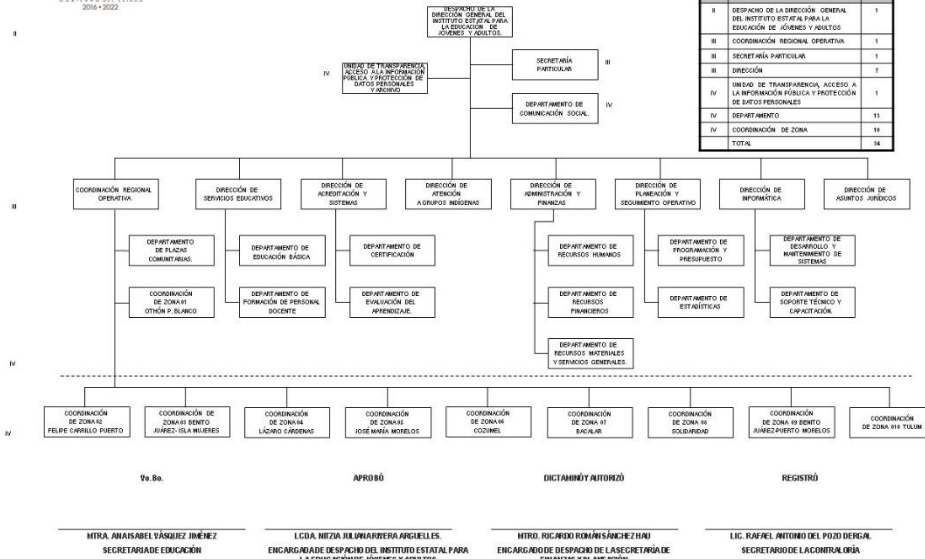 2016•2022
DESPACHO DE LA
DIRECCIÓN GENERAL DEL
INSTITUTO ESTATAL PARA
LA EDUCACIÓN DE
JÓVENES Y ADULTOS.
II
II DESPACHO DE LA DIRECCIÓN GENERAL 1
DEL INSTITUTO ESTATAL PARA LA
EDUCACIÓN DE JÓVENES Y ADULTOS
III COORDINACIÓN REGIONAL OPERATIVA 1
III SECRETARÍA PARTICULAR 1
III DIRECCIÓN 7
IV UNIDAD DE TRANSPARENCIA, ACCESO A 1
LA INFORMACIÓN PÚBLICA Y PROTECCIÓN
DE DATOS PERSONALES
IV DEPARTAMENTO 13
IV COORDINACIÓN DE ZONA 10
TOTAL 34
IV
UNIDAD DE TRANSPARENCIA,
ACCESO A LA INFORMACIÓN
PÚBLICA Y PROTECCIÓN DE
DATOS PERSONALES
Y ARCHIVO
SECRETARÍA
PARTICULAR
III
DEPARTAMENTO DE
COMUNICACIÓN SOCIAL.
IV
III
COORDINACIÓN REGIONAL
OPERATIVA
DIRECCIÓN DE
SERVICIOS EDUCATIVOS
DIRECCIÓN DE
ACREDITACIÓN Y
SISTEMAS
DIRECCIÓN DE
ATENCIÓN
A GRUPOS INDÍGENAS
DIRECCIÓN DE
ADMINISTRACIÓN Y
FINANZAS
DIRECCIÓN DE
PLANEACIÓN Y
SEGUIMIENTO OPERATIVO
DIRECCIÓN DE
INFORMÁTICA
DIRECCIÓN DE
ASUNTOS JURÍDICOS
DEPARTAMENTO
DE PLAZAS
COMUNITARIAS.
DEPARTAMENTO DE
EDUCACIÓN BÁSICA
DEPARTAMENTO DE
CERTIFICACIÓN
DEPARTAMENTO DE
RECURSOS HUMANOS
DEPARTAMENTO DE
PROGRAMACIÓN Y
PRESUPUESTO
DEPARTAMENTO DE
DESARROLLO Y
MANTENIMIENTO DE
SISTEMAS
COORDINACIÓN
DE ZONA 01
OTHÓN P. BLANCO
DEPARTAMENTO DE
FORMACIÓN DE PERSONAL
DOCENTE
DEPARTAMENTO DE
EVALUACIÓN DEL
APRENDIZAJE.
DEPARTAMENTO DE
RECURSOS
FINANCIEROS
DEPARTAMENTO DE
ESTADÍSTICAS
DEPARTAMENTO DE
SOPORTE TÉCNICO Y
CAPACITACIÓN.
DEPARTAMENTO DE
RECURSOS MATERIALES
Y SERVICIOS GENERALES.
IV
IV
COORDINACIÓN
DE ZONA 02
FELIPE CARRILLO PUERTO
COORDINACIÓN DE
ZONA 03 BENITO
JUÁREZ- ISLA MUJERES
COORDINACIÓN
DE ZONA 04
LÁZARO CÁRDENAS
COORDINACIÓN
DE ZONA 05
JOSÉ MARÍA MORELOS
COORDINACIÓN
DE ZONA 06
COZUMEL
COORDINACIÓN
DE ZONA 07
BACALAR
COORDINACIÓN
DE ZONA 08
SOLIDARIDAD
COORDINACIÓN
DE ZONA 09 BENITO
JUÁREZ-PUERTO MORELOS
COORDINACIÓN
DE ZONA 010 TULUM
Vo. Bo.
APROBÓ
DICTAMINÓ Y AUTORIZÓ
REGISTRÓ
MTRA. ANA ISABEL VÁSQUEZ JIMÉNEZ
SECRETARIA DE EDUCACIÓN
LCDA. NITZIA JULIANA RIVERA ARGUELLES.
ENCARGADA DE DESPACHO DEL INSTITUTO ESTATAL PARA
LA EDUCACIÓN DE JÓVENES Y ADULTOS
MTRO. RICARDO ROMÁN SÁNCHEZ HAU
ENCARGADO DE DESPACHO DE LA SECRETARÍA DE
FINANZAS Y PLANEACIÓN
LIC. RAFAEL ANTONIO DEL POZO DERGAL
SECRETARIO DE LA CONTRALORÍA